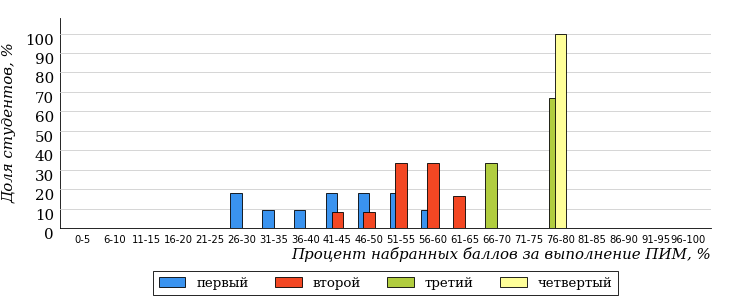 Доля студентов, %
100
90
80
70
60
50
40
30
20
10
0
0-5 6-10 11-15 16-20 21-25 26-30 31-35 36-40 41-45 46-50 51-55 56-60 61-65 66-70 71-75 76-80 81-85 86-90 91-95 96-100
Процент набранных баллов за выполнение ПИМ, %
первый второй третий четвертый